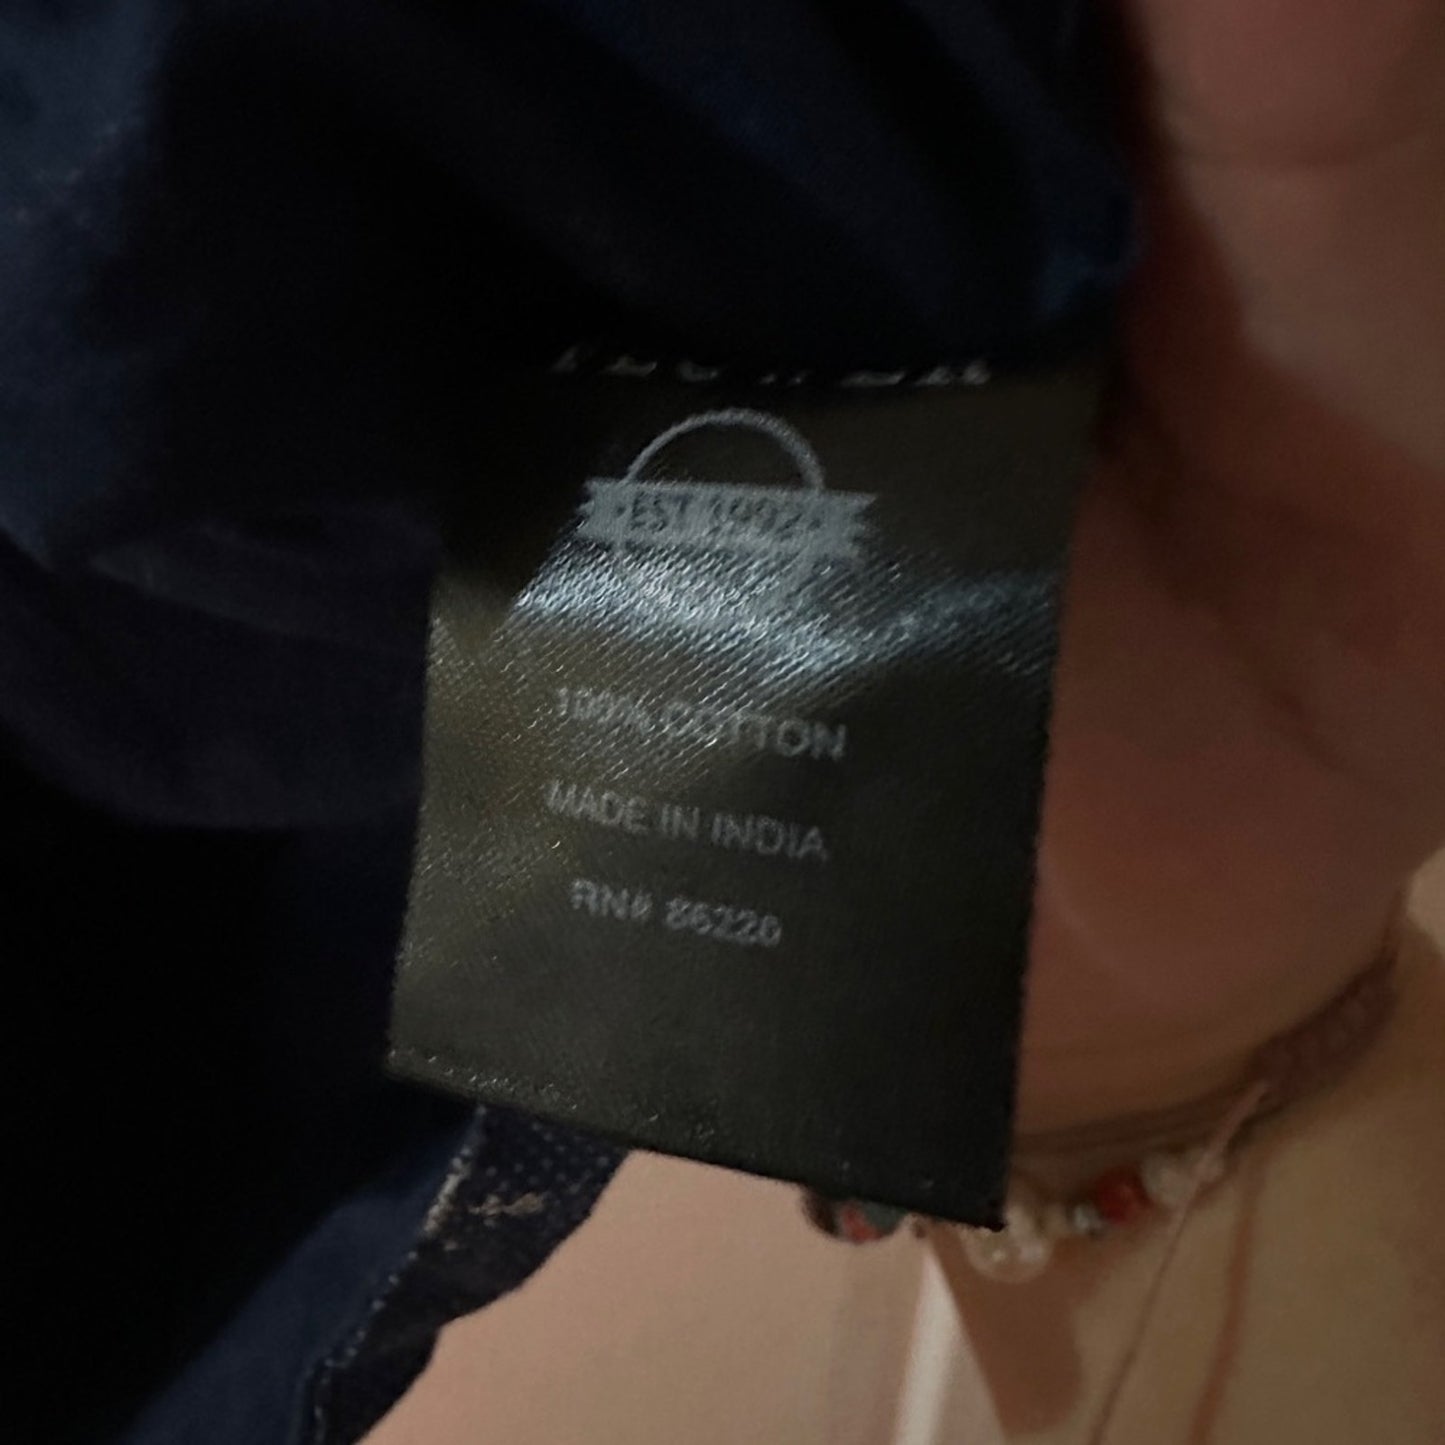 EST 1992
100% COTTON
MADE IN INDIA
RN# 86220